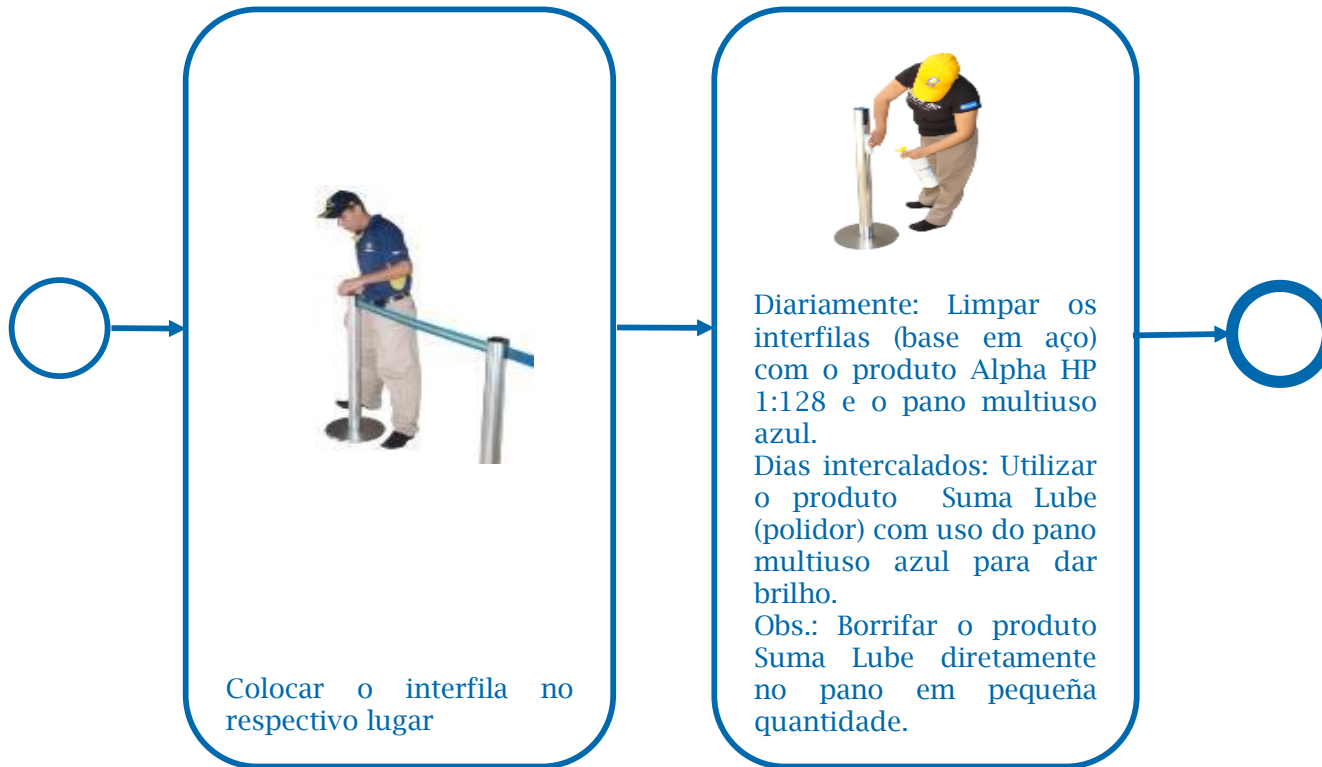 Colocar o interfila no
respectivo lugar
Diariamente: Limpar os
interfilas (base em aço)
com o produto Alpha HP
1:128 e o pano multiuso
azul.
Dias intercalados: Utilizar
o produto Suma Lube
(polidor) com uso do pano
multiuso azul para dar
brilho.
Obs.: Borrifar o produto
Suma Lube diretamente
no pano em pequeña
quantidade.